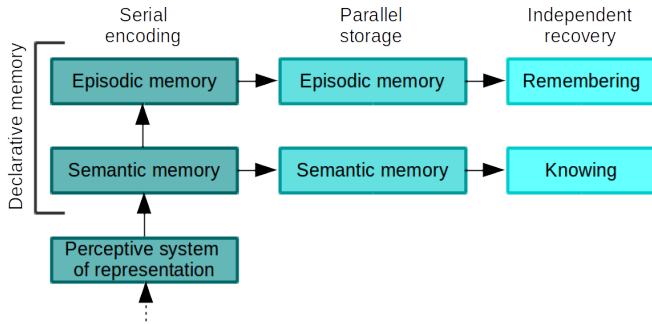 Serial
encoding
Parallel
storage
Independent
recovery
Declarative memory
Episodic memory
Episodic memory
Remembering
Semantic memory
Semantic memory
Knowing
Perceptive system
of representation